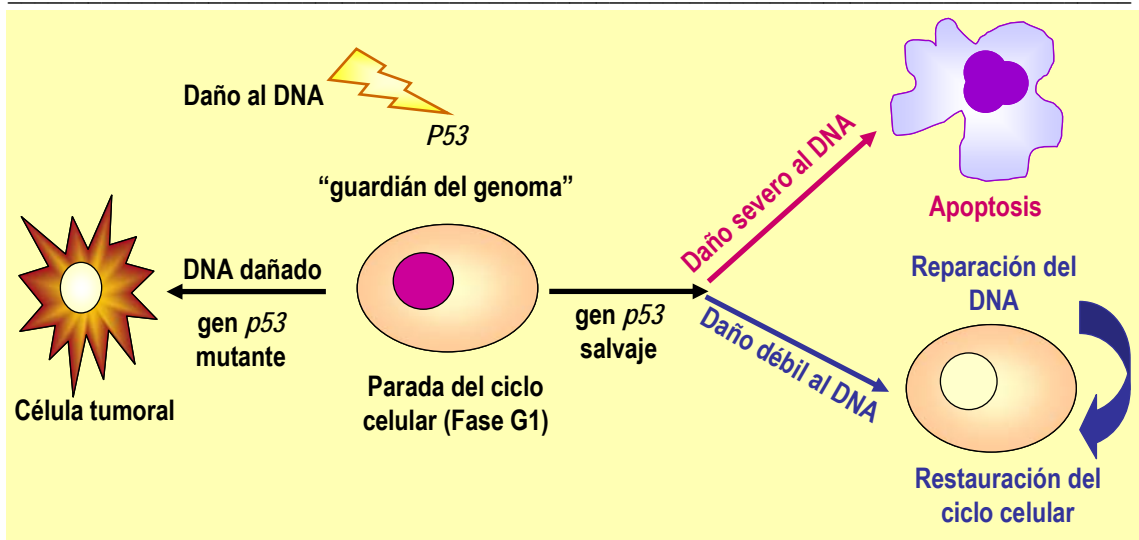 Daño al DNA
P53
“guardián del genoma”
DNA dañado
gen p53
mutante
Célula tumoral
Parada del ciclo
celular (Fase G1)
gen p53
salvaje
Daño severo al DNA
Daño débil al DNA
Apoptosis
Reparación del
DNA
Restauración del
ciclo celular